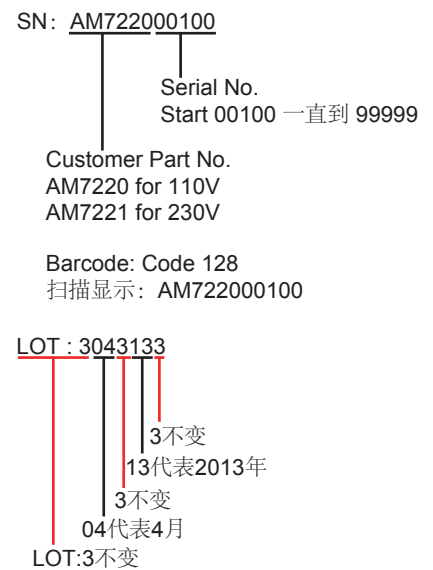 SN：AM722000100
Serial No.
Start 00100 一直到 99999
Customer Part No.
AM7220 for 110V
AM7221 for 230V
Barcode: Code 128
扫描显示：AM722000100
LOT : 3043133
3不变
13代表2013年
3不变
04代表4月
LOT:3不变